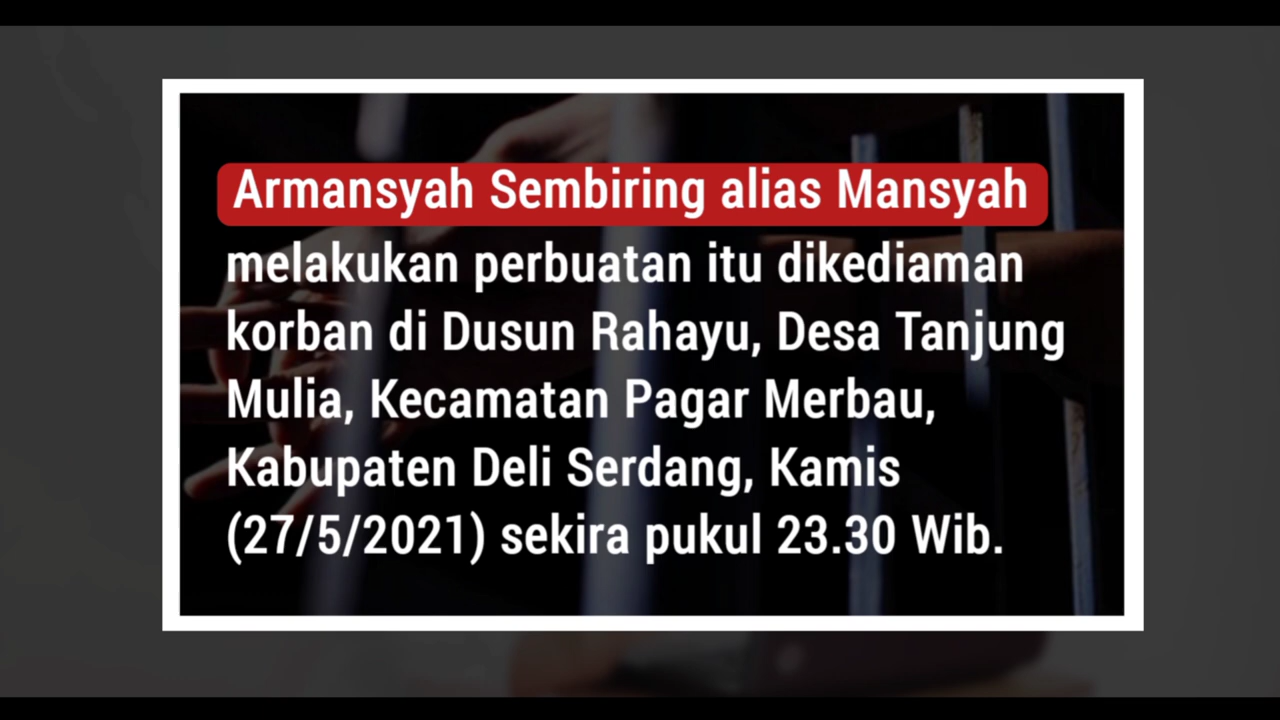 Armansyah Sembiring alias Mansyah
melakukan perbuatan itu dikediaman
korban di Dusun Rahayu, Desa Tanjung
Mulia, Kecamatan Pagar Merbau,
Kabupaten Deli Serdang, Kamis
(27/5/2021) sekira pukul 23.30 Wib.